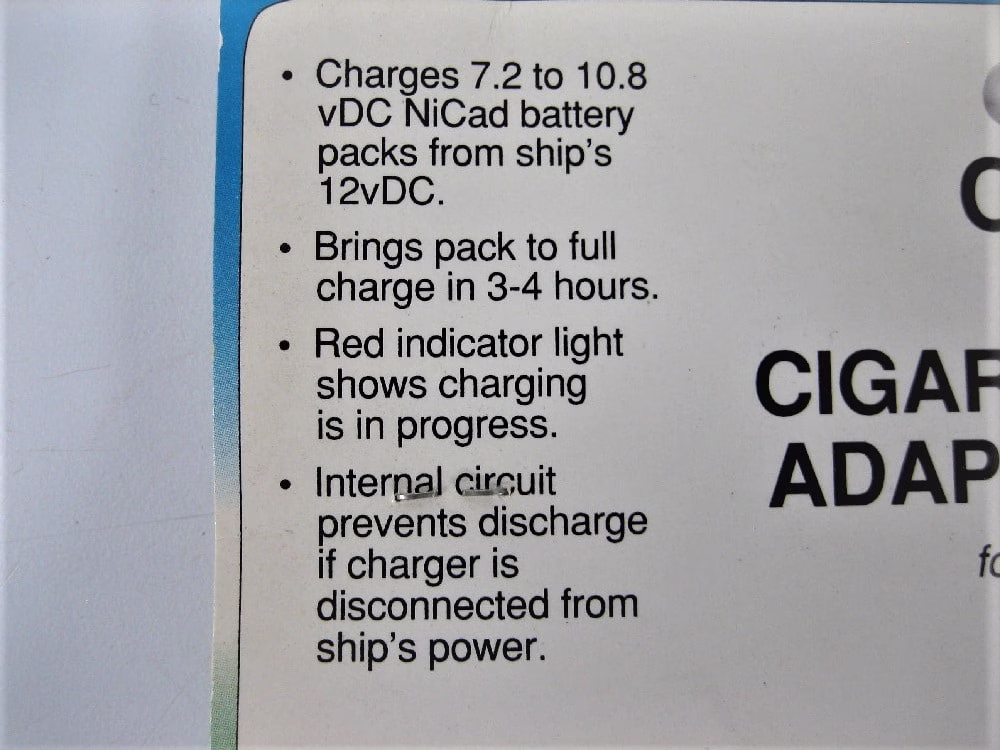 • Charges 7.2 to 10.8
vDC NiCad battery
packs from ship's
12vDC.
• Brings pack to full
charge in 3-4 hours.
• Red indicator light
shows charging
is in progress.
• Internal circuit
prevents discharge
if charger is
disconnected from
ship's power.